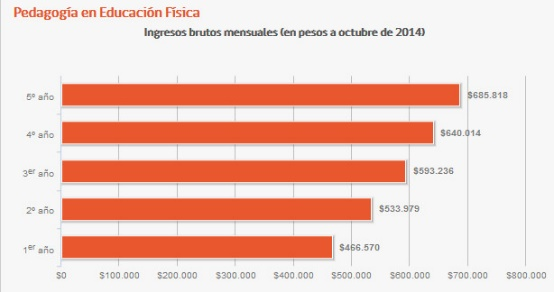 Pedagogía en Educación Física
Ingresos brutos mensuales (en pesos a octubre de 2014)
5º año
$685.818
4º año
$640.014
3er año
$593.236
2º año
$533.979
1er año
$466.570
$0 $100.000 $200.000 $300.000 $400.000 $500.000 $600.000 $700.000 $800.000